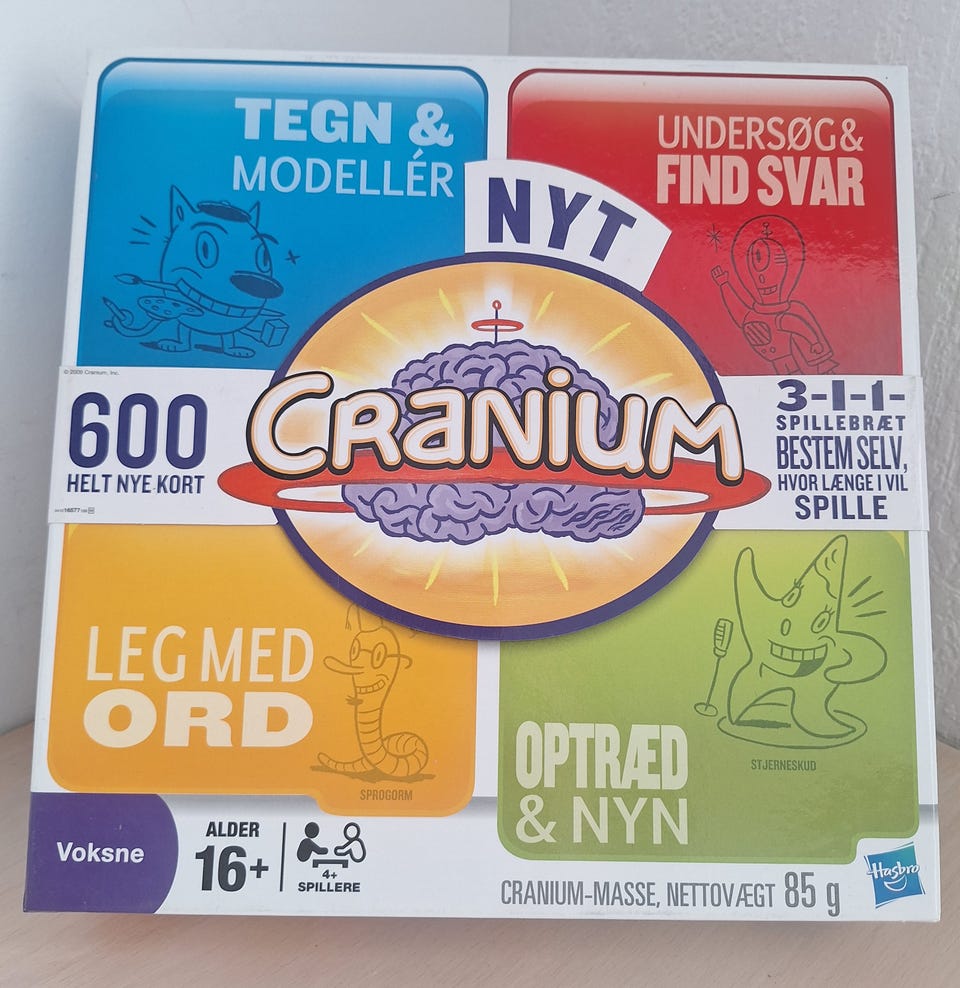 TEGN &
MODELLÉR
UNDERSØG&
FIND SVAR
NYT
© 2009 Cranium, Inc.
600
HELT NYE KORT
CRANIUM
3-I-1-
SPILLEBRÆT
BESTEM SELV,
HVOR LÆNGE I VIL
SPILLE
LEG MED
ORD
SPROGORM
OPTRÆD
& NYN
STJERNESKUD
Voksne
ALDER
16+
4+
SPILLERE
CRANIUM-MASSE, NETTOVÆGT 85 g
Hasbro